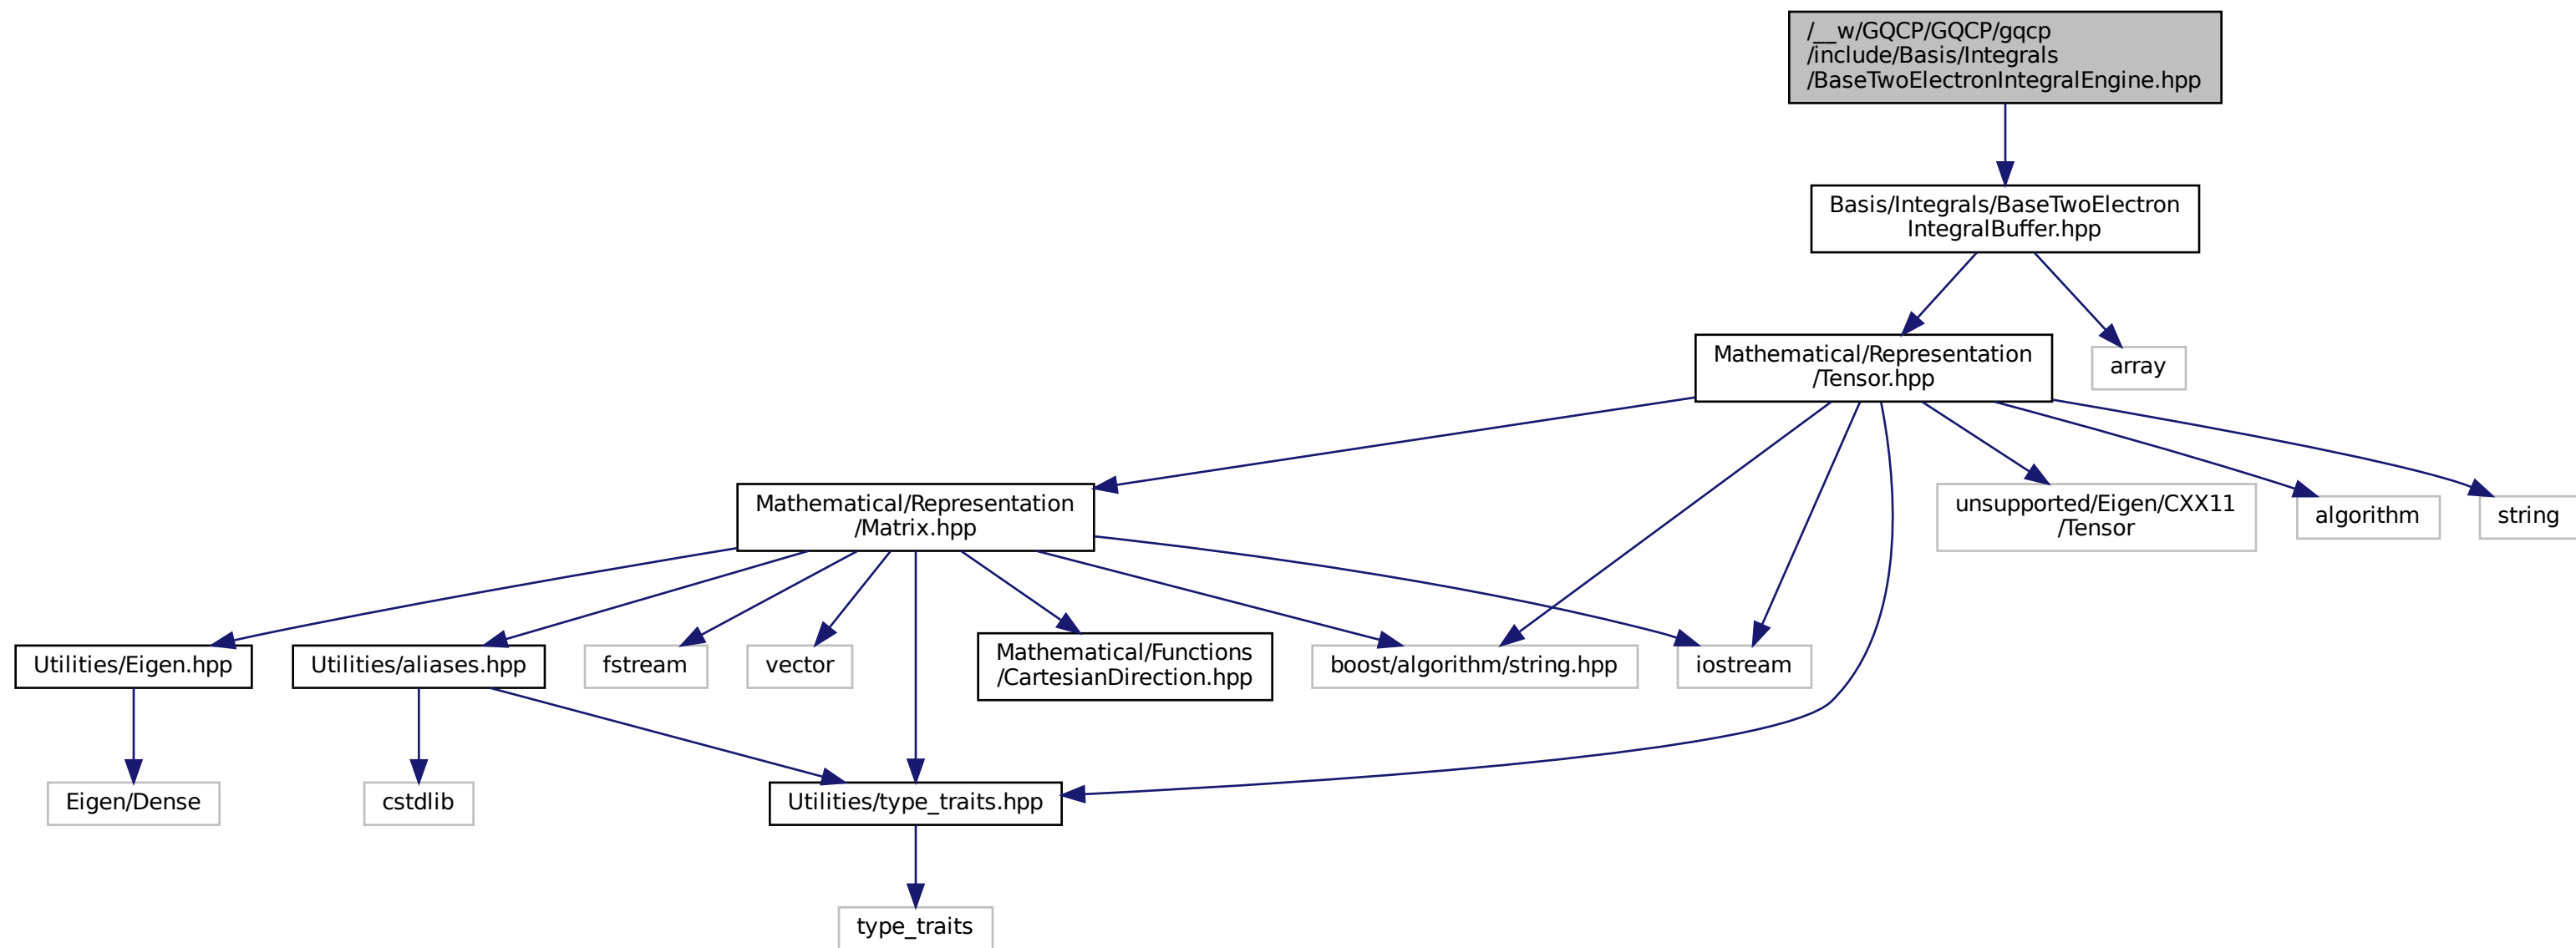 /__w/GQCP/GQCP/gqcp
/include/Basis/Integrals
/BaseTwoElectronIntegralEngine.hpp
Basis/Integrals/BaseTwoElectron
IntegralBuffer.hpp
Mathematical/Representation
/Tensor.hpp
array
Mathematical/Representation
/Matrix.hpp
unsupported/Eigen/CXX11
/Tensor
algorithm
string
Utilities/Eigen.hpp
Utilities/aliases.hpp
fstream
vector
Mathematical/Functions
/CartesianDirection.hpp
boost/algorithm/string.hpp
iostream
Eigen/Dense
cstdlib
Utilities/type_traits.hpp
type_traits